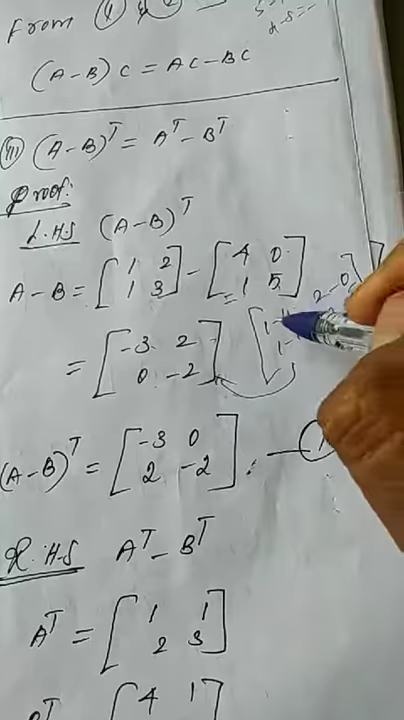 From (1) & (2)
(A-B) C = AC-BC
(iii) (A-B)^T = A^T - B^T
Proof:
L.H.S (A-B)^T
A-B = [1 2; 1 3] - [4 0; 1 5]
= [-3 2; 0 -2]
(A-B)^T = [-3 0; 2 -2]. — (1)
R.H.S A^T - B^T
A^T = [1 1; 2 3]
B^T [4 1